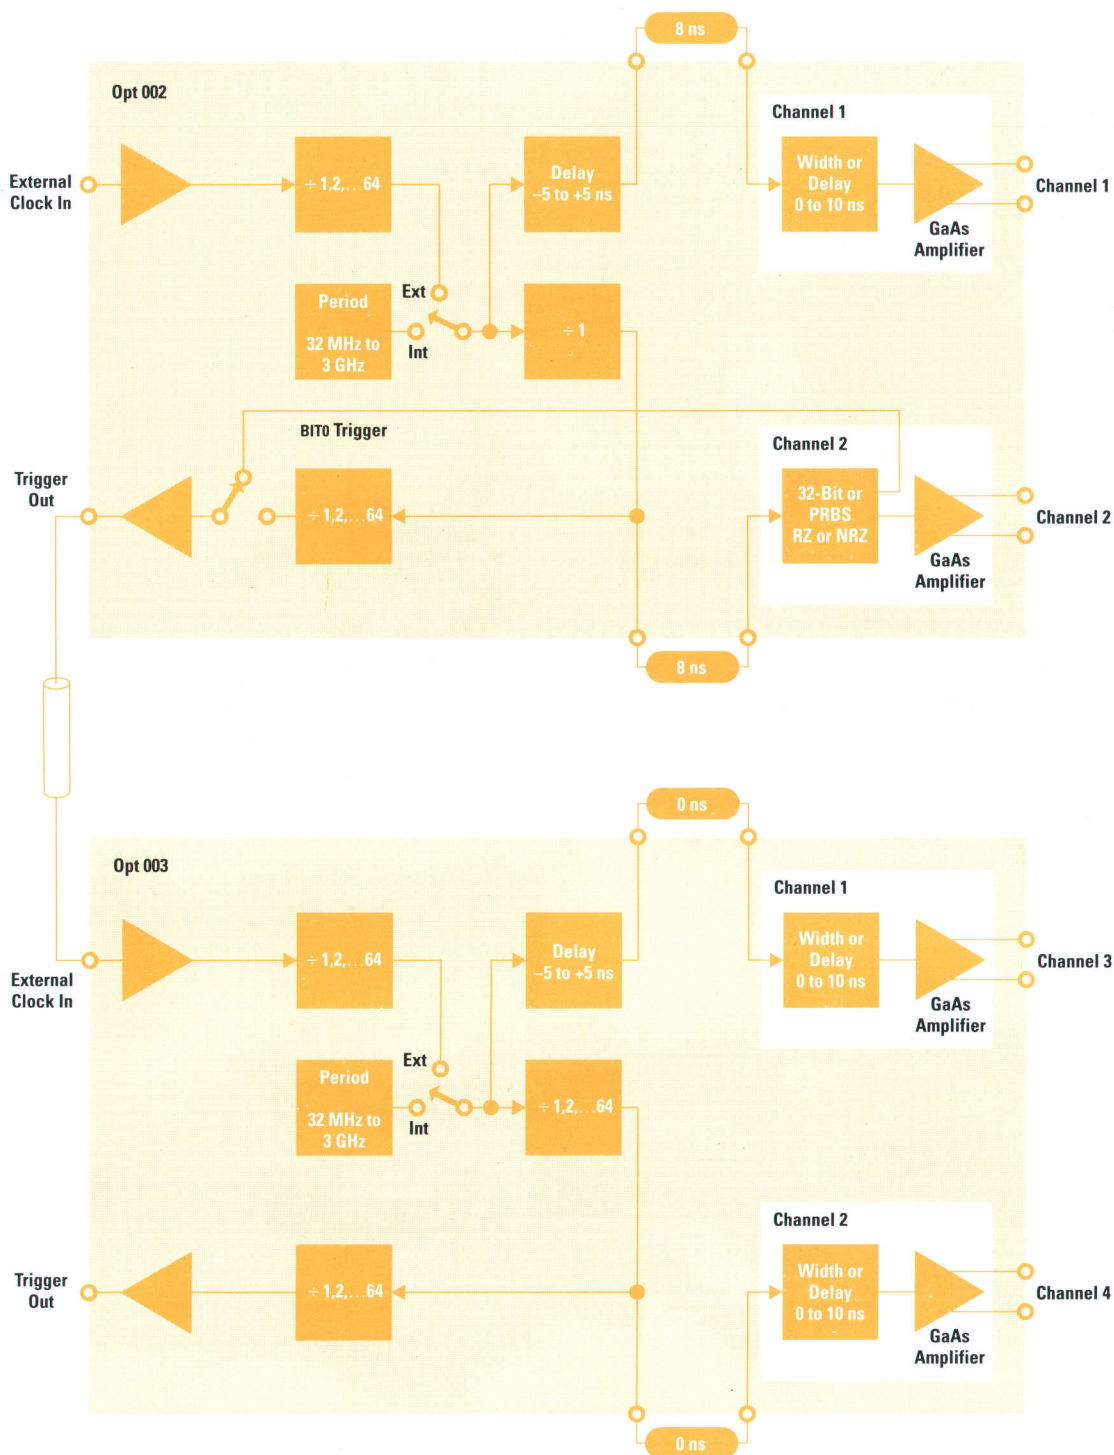 8 ns
Opt 002
Channel 1
External
Clock In
÷ 1,2,...64
Delay
–5 to +5 ns
Width or
Delay
0 to 10 ns
GaAs
Amplifier
Channel 1
Period
32 MHz to
3 GHz
Ext
Int
÷ 1
BIT0 Trigger
Trigger
Out
÷ 1,2,...64
Channel 2
32-Bit or
PRBS
RZ or NRZ
GaAs
Amplifier
Channel 2
8 ns
0 ns
Opt 003
Channel 1
External
Clock In
÷ 1,2,...64
Delay
–5 to +5 ns
Width or
Delay
0 to 10 ns
GaAs
Amplifier
Channel 3
Period
32 MHz to
3 GHz
Ext
Int
÷ 1,2,...64
Trigger
Out
÷ 1,2,...64
Channel 2
Width or
Delay
0 to 10 ns
GaAs
Amplifier
Channel 4
0 ns